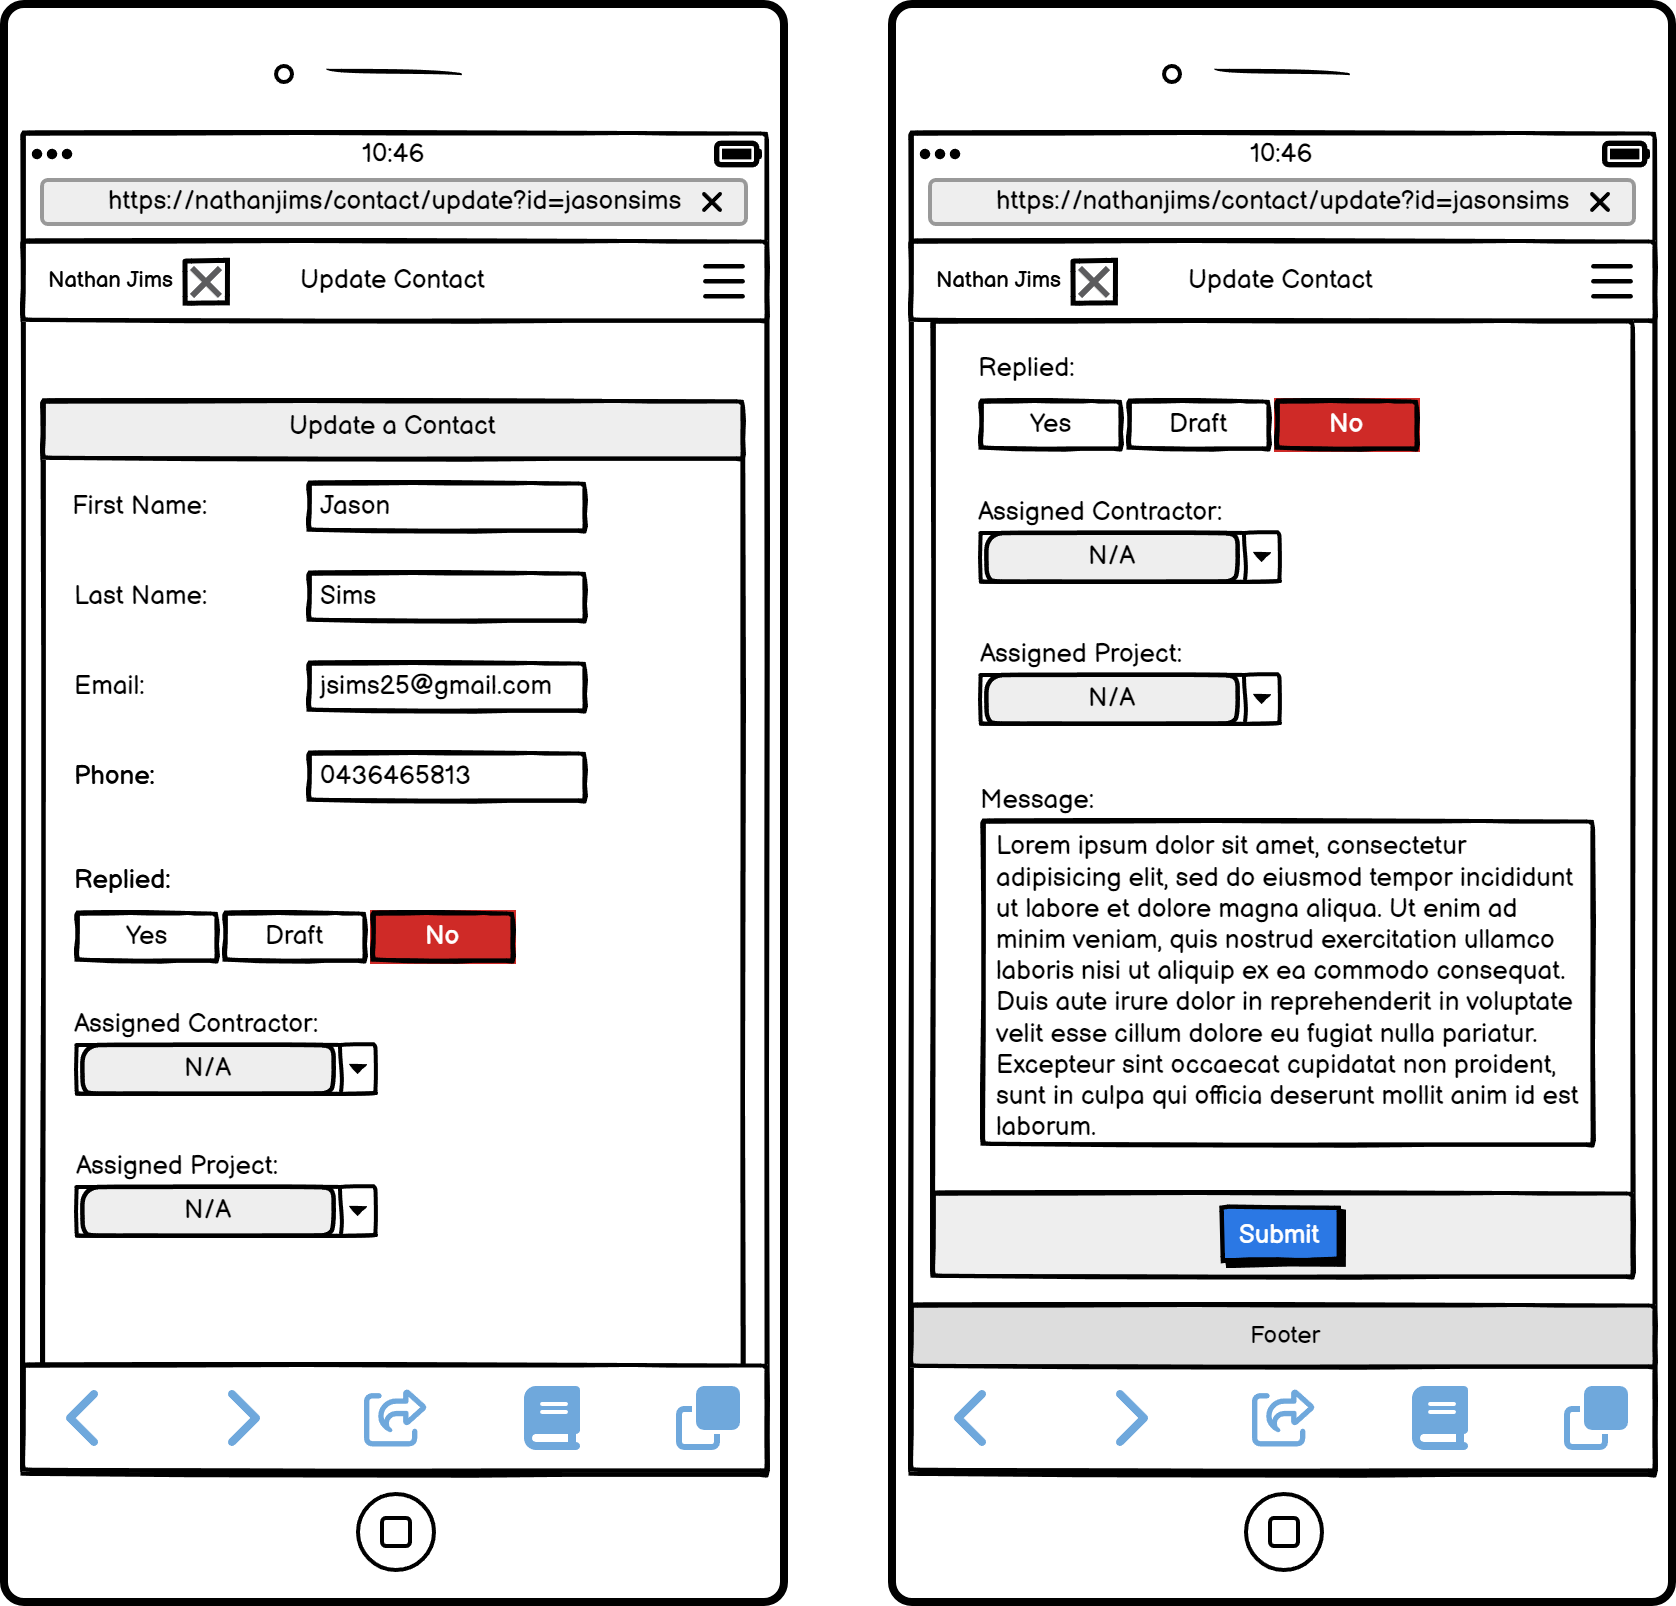 10:46
https://nathanjims/contact/update?id=jasonsims
Nathan Jims
Update Contact
Update a Contact
First Name: Jason
Last Name: Sims
Email: jsims25@gmail.com
Phone: 0436465813
Replied:
Yes Draft No
Assigned Contractor:
N/A
Assigned Project:
N/A
10:46
https://nathanjims/contact/update?id=jasonsims
Nathan Jims
Update Contact
Replied:
Yes Draft No
Assigned Contractor:
N/A
Assigned Project:
N/A
Message:
Lorem ipsum dolor sit amet, consectetur
adipisicing elit, sed do eiusmod tempor incididunt
ut labore et dolore magna aliqua. Ut enim ad
minim veniam, quis nostrud exercitation ullamco
laboris nisi ut aliquip ex ea commodo consequat.
Duis aute irure dolor in reprehenderit in voluptate
velit esse cillum dolore eu fugiat nulla pariatur.
Excepteur sint occaecat cupidatat non proident,
sunt in culpa qui officia deserunt mollit anim id est
laborum.
Submit
Footer